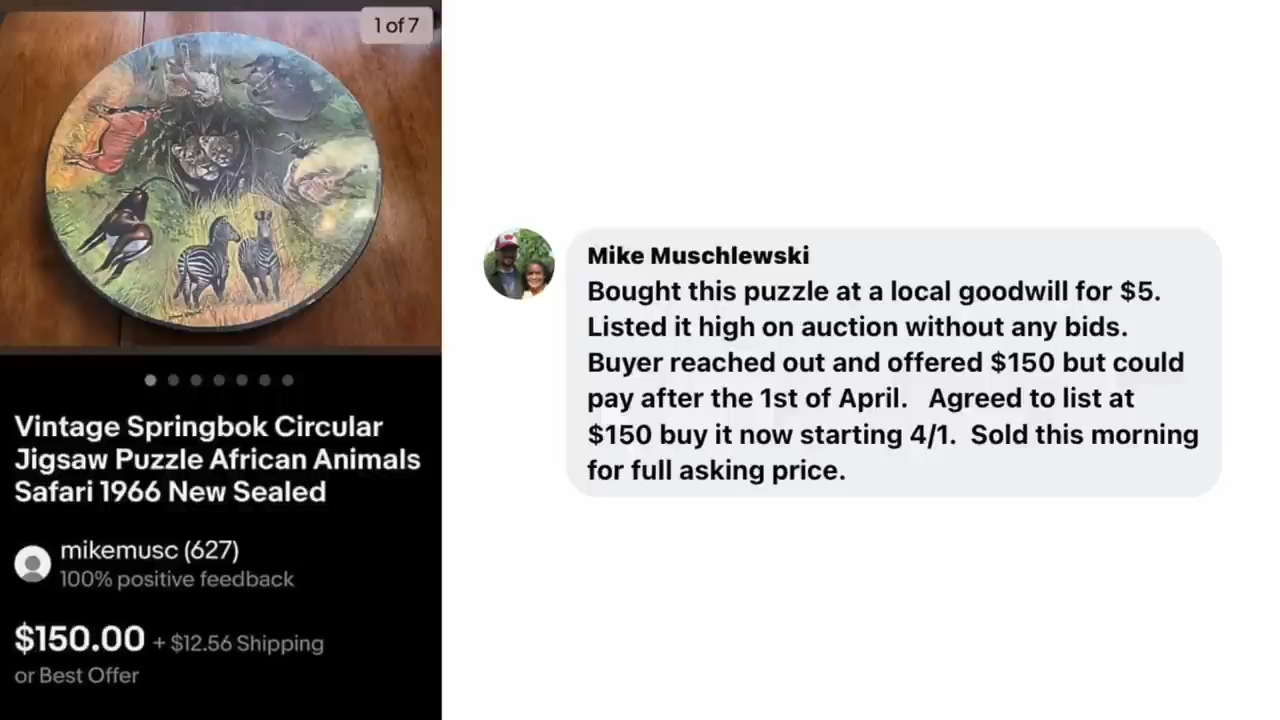 1 of 7
Vintage Springbok Circular
Jigsaw Puzzle African Animals
Safari 1966 New Sealed
mikemusc (627)
100% positive feedback
$150.00 + $12.56 Shipping
or Best Offer
Mike Muschlewski
Bought this puzzle at a local goodwill for $5.
Listed it high on auction without any bids.
Buyer reached out and offered $150 but could
pay after the 1st of April. Agreed to list at
$150 buy it now starting 4/1. Sold this morning
for full asking price.